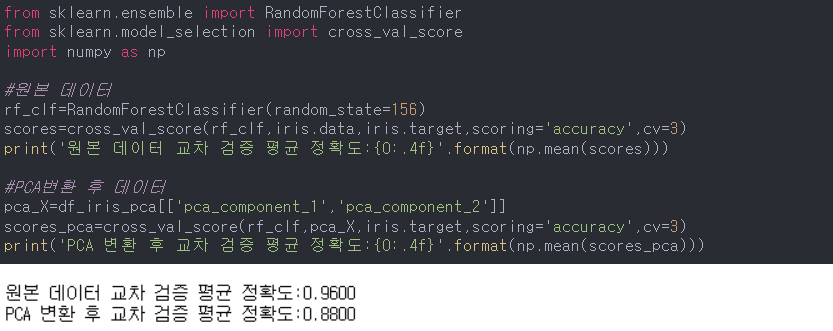 from sklearn.ensemble import RandomForestClassifier
from sklearn.model_selection import cross_val_score
import numpy as np
#원본 데이터
rf_clf=RandomForestClassifier(random_state=156)
scores=cross_val_score(rf_clf,iris.data,iris.target,scoring='accuracy',cv=3)
print('원본 데이터 교차 검증 평균 정확도:{0:.4f}'.format(np.mean(scores)))
#PCA변환 후 데이터
pca_X=df_iris_pca[['pca_component_1','pca_component_2']]
scores_pca=cross_val_score(rf_clf,pca_X,iris.target,scoring='accuracy',cv=3)
print('PCA 변환 후 교차 검증 평균 정확도:{0:.4f}'.format(np.mean(scores_pca)))
원본 데이터 교차 검증 평균 정확도:0.9600
PCA 변환 후 교차 검증 평균 정확도:0.8800